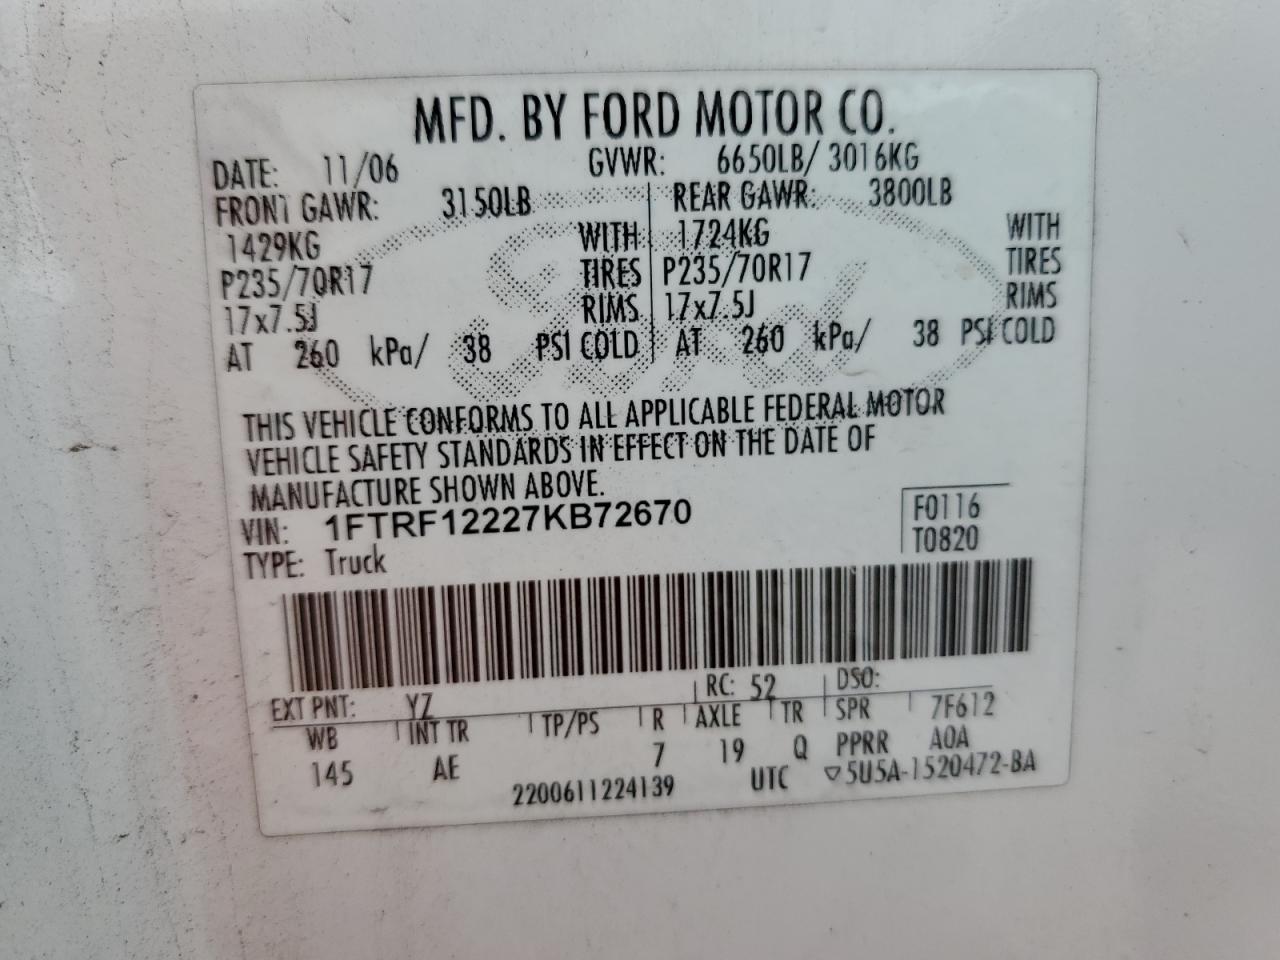 MFD. BY FORD MOTOR CO.
DATE: 11/06 GVWR: 6650LB/ 3016KG
FRONT GAWR: 3150LB REAR GAWR: 3800LB
1429KG WITH 1724KG WITH
P235/70R17 TIRES P235/70R17 TIRES
17x7.5J RIMS 17x7.5J RIMS
AT 260 kPa/ 38 PSI COLD AT 260 kPa/ 38 PSI COLD
THIS VEHICLE CONFORMS TO ALL APPLICABLE FEDERAL MOTOR
VEHICLE SAFETY STANDARDS IN EFFECT ON THE DATE OF
MANUFACTURE SHOWN ABOVE.
VIN: 1FTRF12227KB72670 F0116
TYPE: Truck T0820
EXT PNT: YZ RC: 52 DSO:
WB INT TR TP/PS R AXLE TR SPR 7F612
145 AE 7 19 Q PPRR A0A
2200611224139 UTC ▽5U5A-1520472-BA
Ford